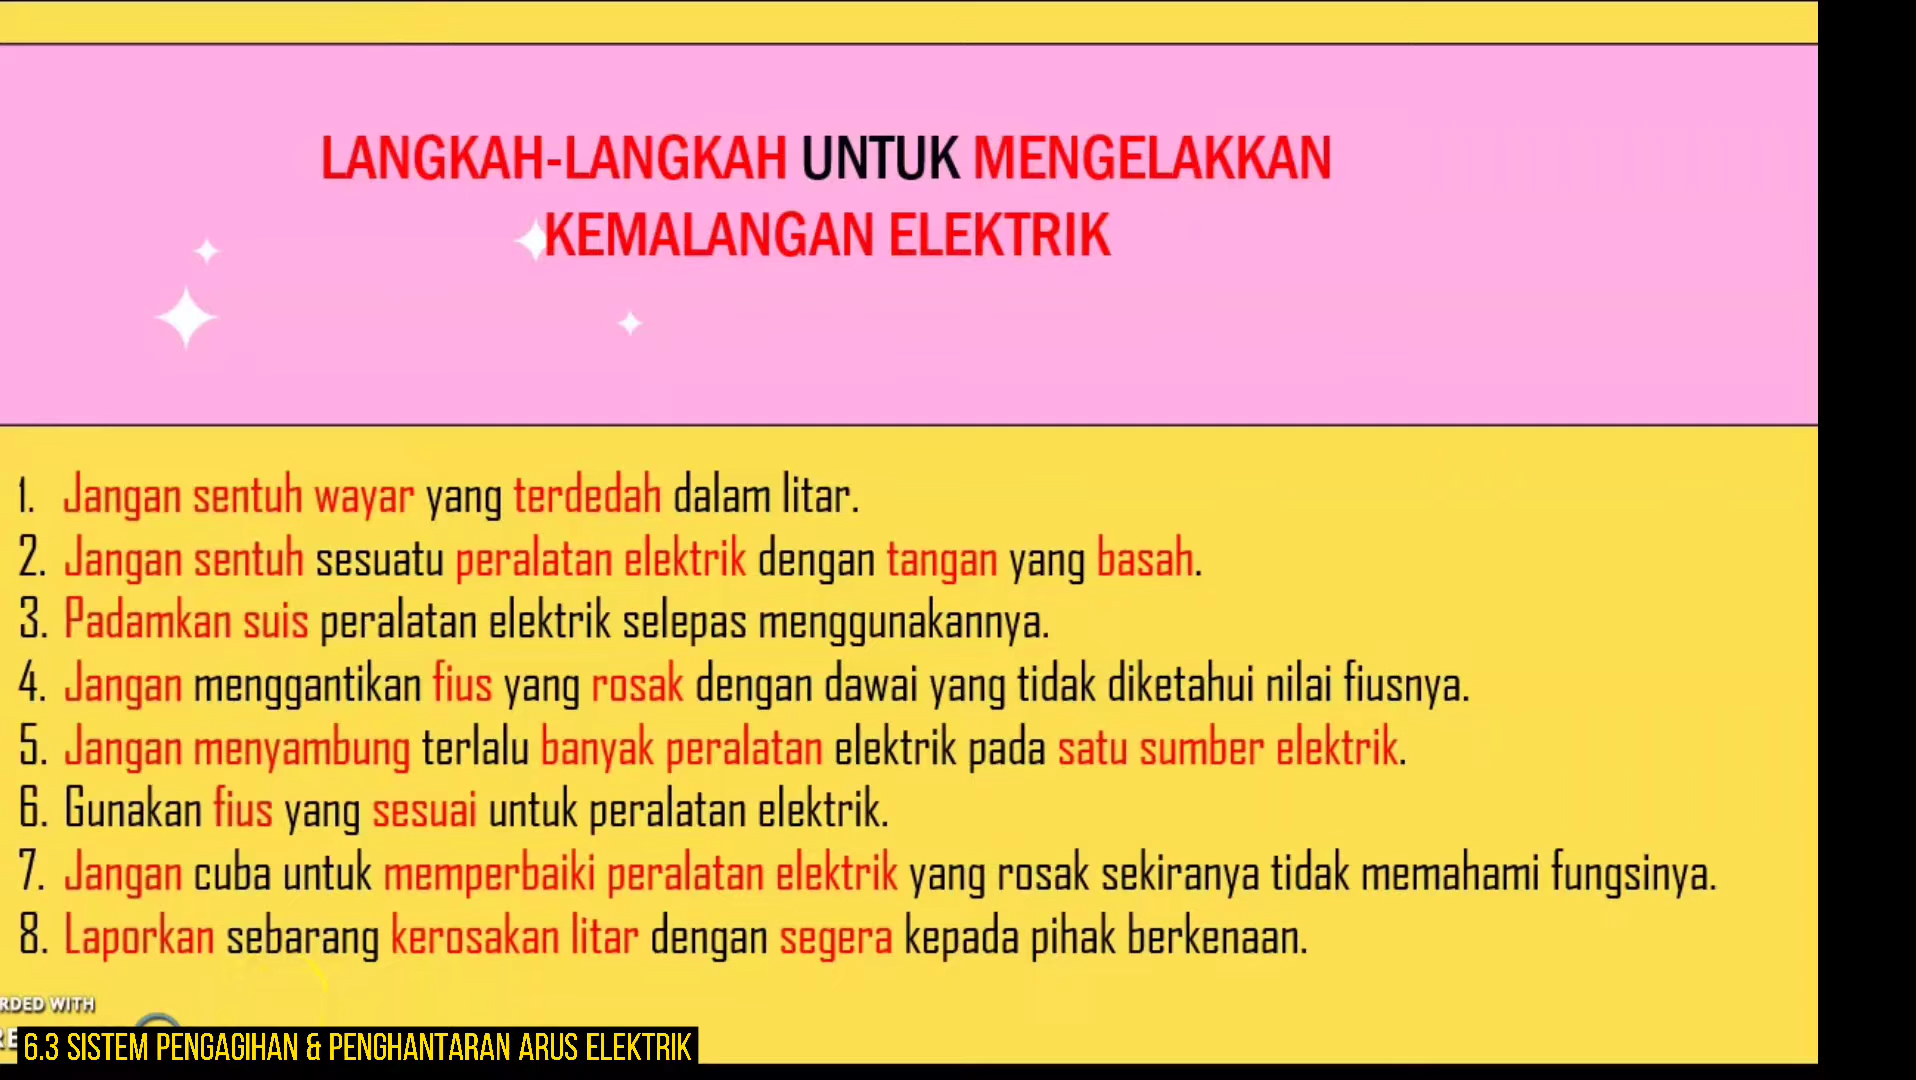 LANGKAH-LANGKAH UNTUK MENGELAKKAN
KEMALANGAN ELEKTRIK
1. Jangan sentuh wayar yang terdedah dalam litar.
2. Jangan sentuh sesuatu peralatan elektrik dengan tangan yang basah.
3. Padamkan suis peralatan elektrik selepas menggunakannya.
4. Jangan menggantikan fius yang rosak dengan dawai yang tidak diketahui nilai fiusnya.
5. Jangan menyambung terlalu banyak peralatan elektrik pada satu sumber elektrik.
6. Gunakan fius yang sesuai untuk peralatan elektrik.
7. Jangan cuba untuk memperbaiki peralatan elektrik yang rosak sekiranya tidak memahami fungsinya.
8. Laporkan sebarang kerosakan litar dengan segera kepada pihak berkenaan.
RDED WITH
6.3 SISTEM PENGAGIHAN & PENGHANTARAN ARUS ELEKTRIK